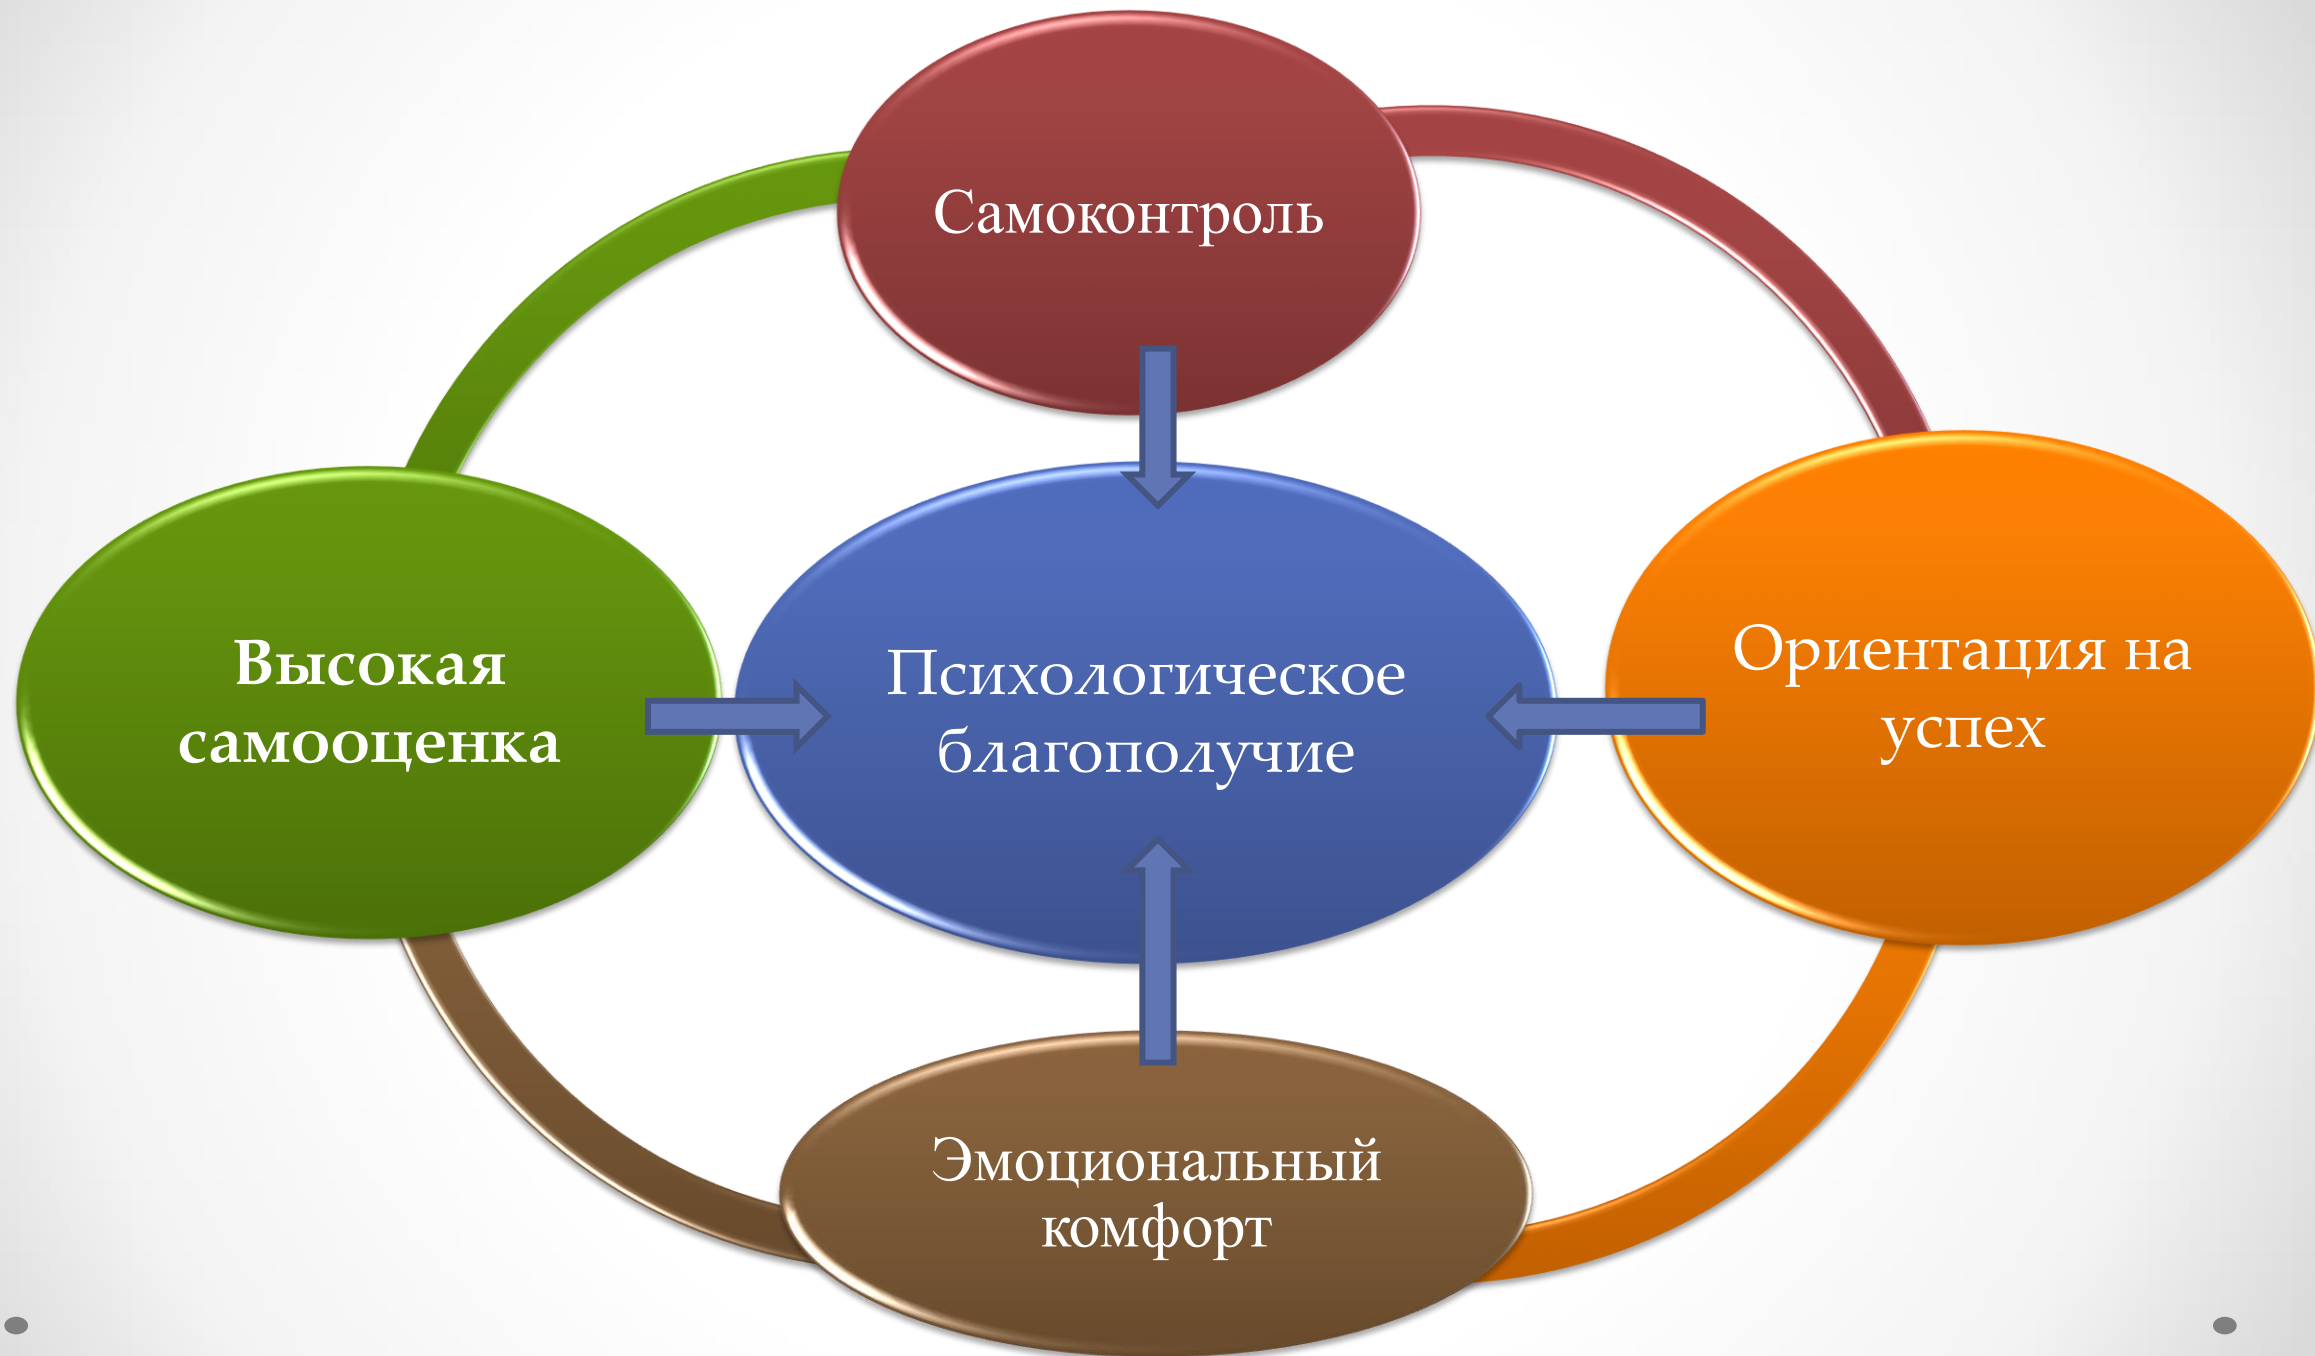 Самоконтроль
Высокая
самооценка
Психологическое
благополучие
Ориентация на
успех
Эмоциональный
комфорт